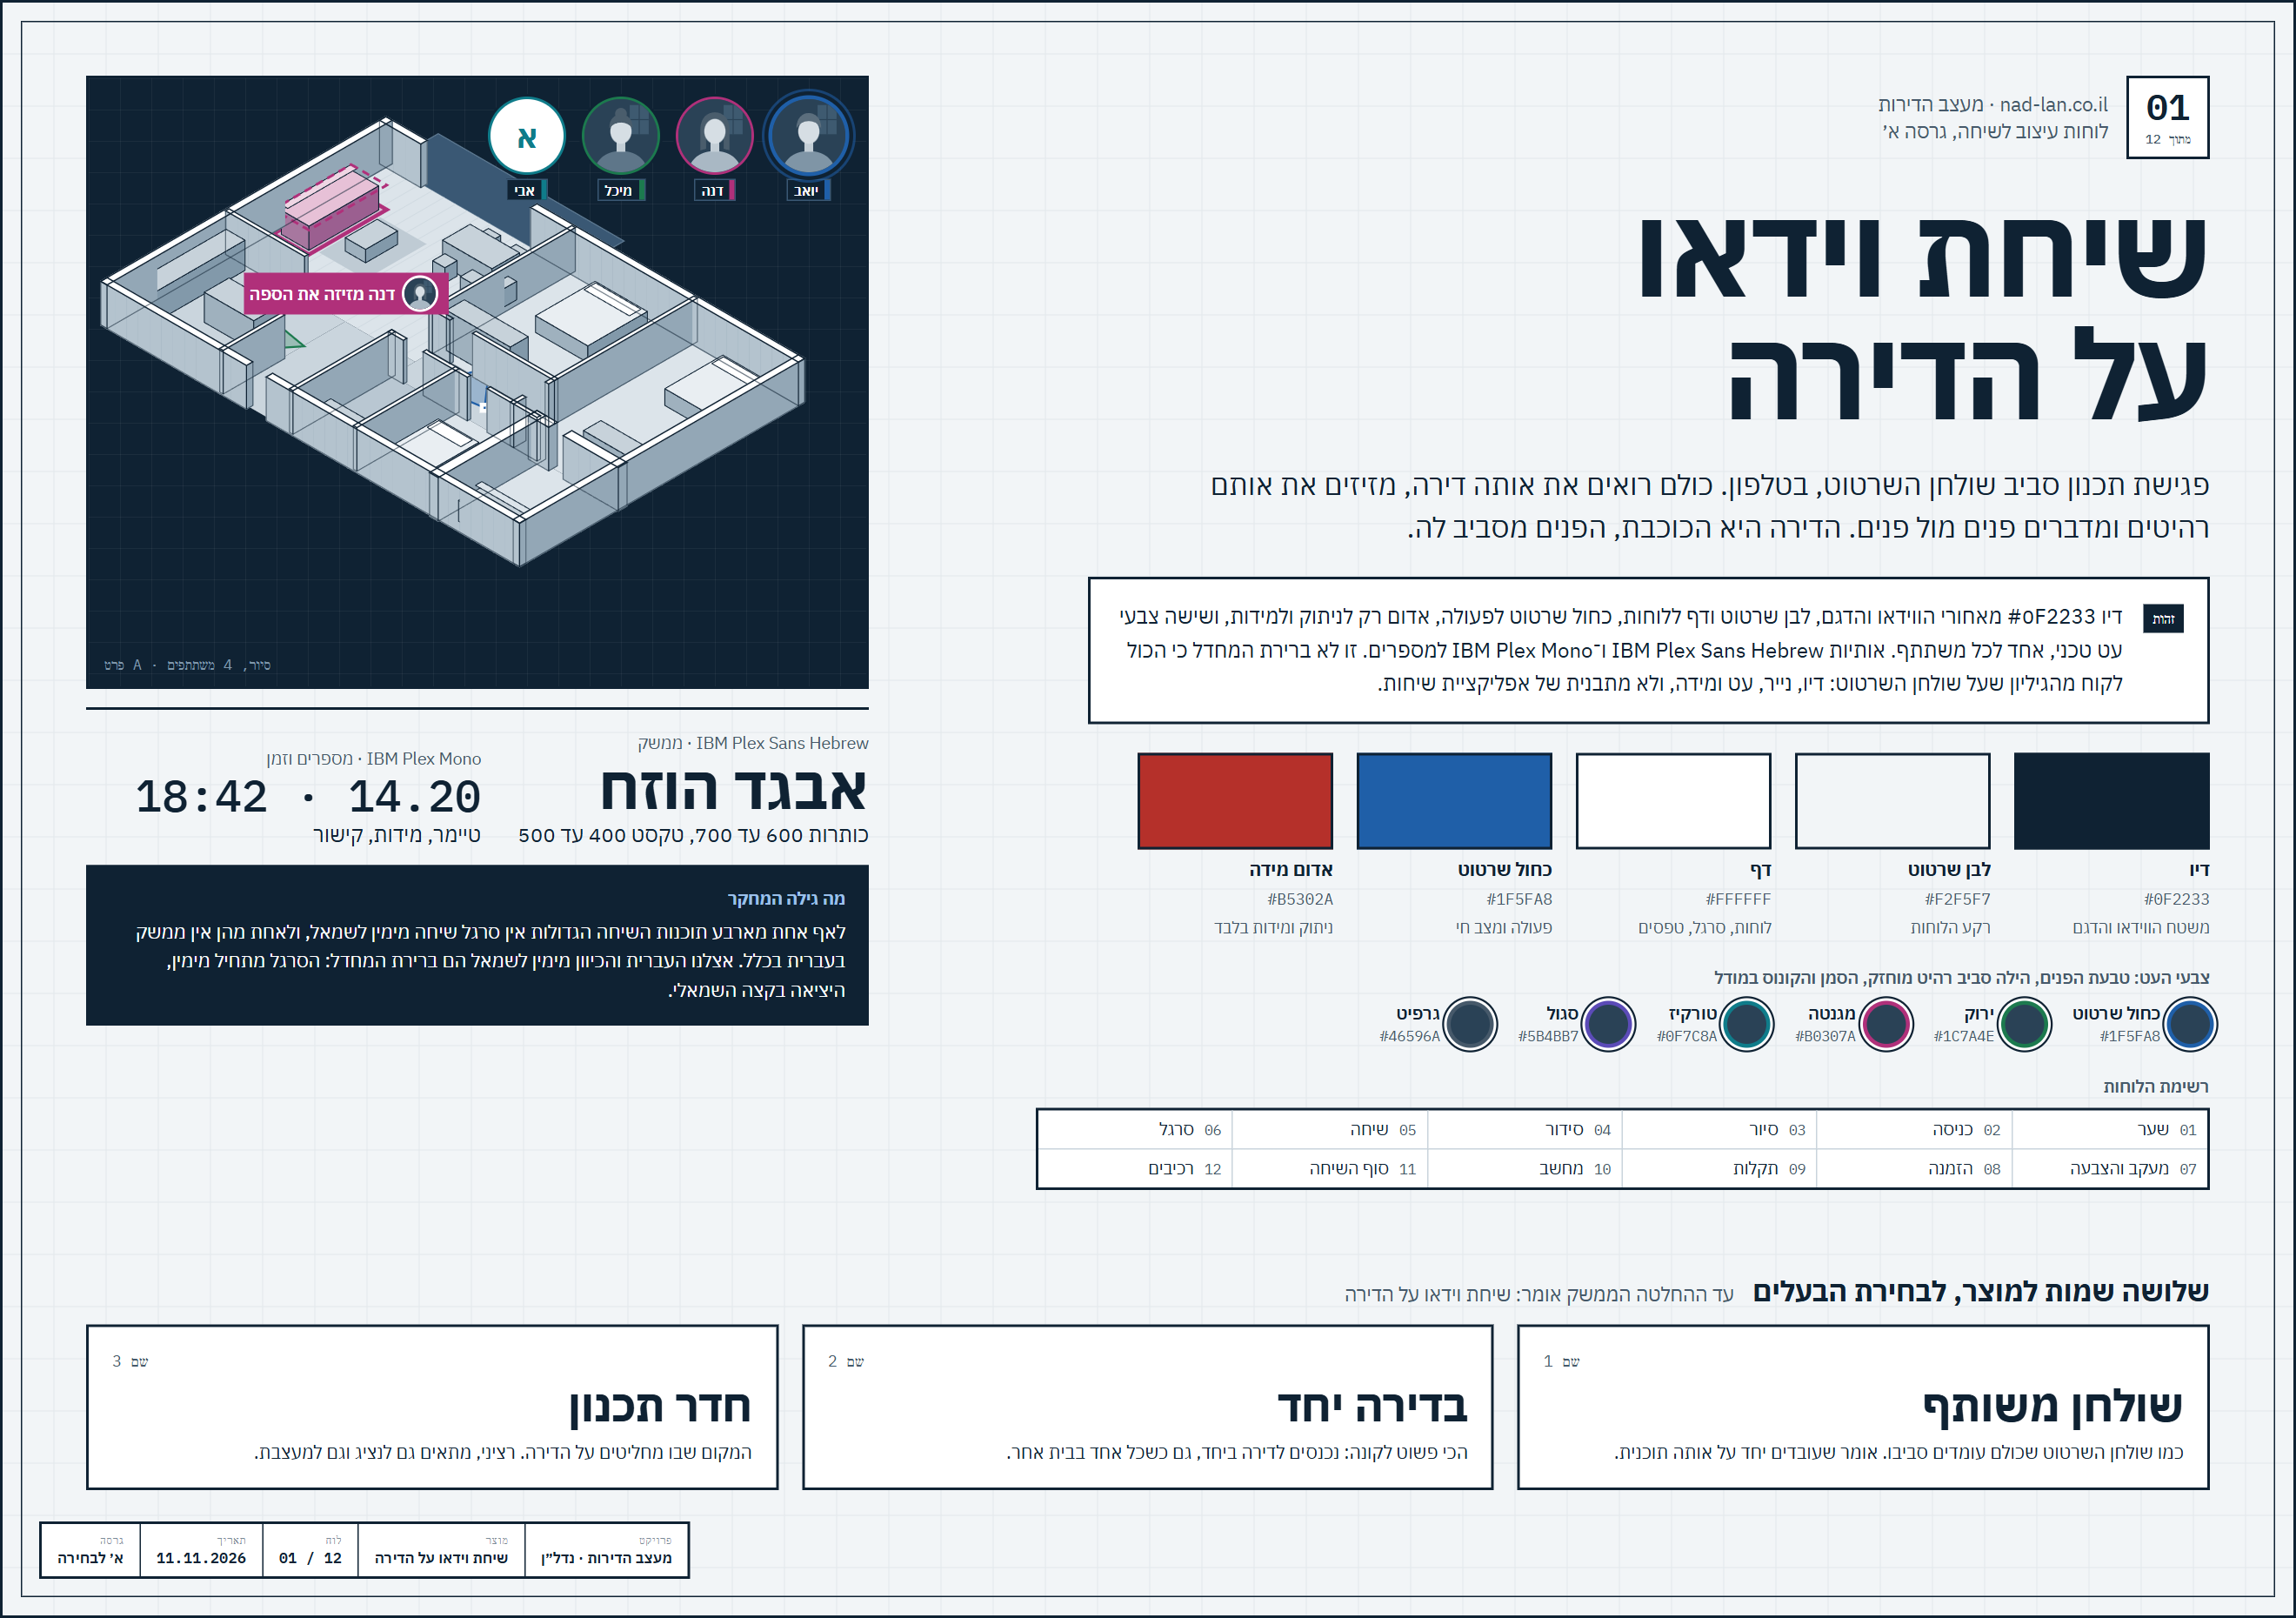 01
מתוך 12
nad-lan.co.il · מעצב הדירות
לוחות עיצוב לשיחה, גרסה א׳
שיחת וידאו
על הדירה
פגישת תכנון סביב שולחן השרטוט, בטלפון. כולם רואים את אותה דירה, מזיזים את אותם
רהיטים ומדברים פנים מול פנים. הדירה היא הכוכבת, הפנים מסביב לה.
זהות
דיו #0F2233 מאחורי הווידאו והדגם, לבן שרטוט ודף ללוחות, כחול שרטוט לפעולה, אדום רק לניתוק ולמידות, ושישה צבעי
עט טכני, אחד לכל משתתף. אותיות IBM Plex Sans Hebrew ו־IBM Plex Mono למספרים. זו לא ברירת המחדל כי הכול
לקוח מהגיליון שעל שולחן השרטוט: דיו, נייר, עט ומידה, ולא מתבנית של אפליקציית שיחות.
דיו
#0F2233
משטח הווידאו והדגם
לבן שרטוט
#F2F5F7
רקע הלוחות
דף
#FFFFFF
לוחות, סרגל, טפסים
כחול שרטוט
#1F5FA8
פעולה ומצב חי
אדום מידה
#B5302A
ניתוק ומידות בלבד
צבעי העט: טבעת הפנים, הילה סביב רהיט מוחזק, הסמן והקונוס במודל
כחול שרטוט
#1F5FA8
ירוק
#1C7A4E
מגנטה
#B0307A
טורקיז
#0F7C8A
סגול
#5B4BB7
גרפיט
#46596A
רשימת הלוחות
01 שער
02 כניסה
03 סיור
04 סידור
05 שיחה
06 סרגל
07 מעקב והצבעה
08 הזמנה
09 תקלות
10 מחשב
11 סוף השיחה
12 רכיבים
יואב
דנה
מיכל
א
אבי
דנה מזיזה את הספה
סיור, 4 משתתפים · A פרט
IBM Plex Sans Hebrew · ממשק
אבגד הוזח
כותרות 600 עד 700, טקסט 400 עד 500
IBM Plex Mono · מספרים וזמן
18:42 · 14.20
טיימר, מידות, קישור
מה גילה המחקר
לאף אחת מארבע תוכנות השיחה הגדולות אין סרגל שיחה מימין לשמאל, ולאחת מהן אין ממשק
בעברית בכלל. אצלנו העברית והכיוון מימין לשמאל הם ברירת המחדל: הסרגל מתחיל מימין,
היציאה בקצה השמאלי.
שלושה שמות למוצר, לבחירת הבעלים
עד ההחלטה הממשק אומר: שיחת וידאו על הדירה
שם 1
שולחן משותף
כמו שולחן השרטוט שכולם עומדים סביבו. אומר שעובדים יחד על אותה תוכנית.
שם 2
בדירה יחד
הכי פשוט לקונה: נכנסים לדירה ביחד, גם כשכל אחד בבית אחר.
שם 3
חדר תכנון
המקום שבו מחליטים על הדירה. רציני, מתאים גם לנציג וגם למעצבת.
פרויקט
מעצב הדירות · נדל״ן
מוצר
שיחת וידאו על הדירה
לוח
01 / 12
תאריך
11.11.2026
גרסה
א׳ לבחירה